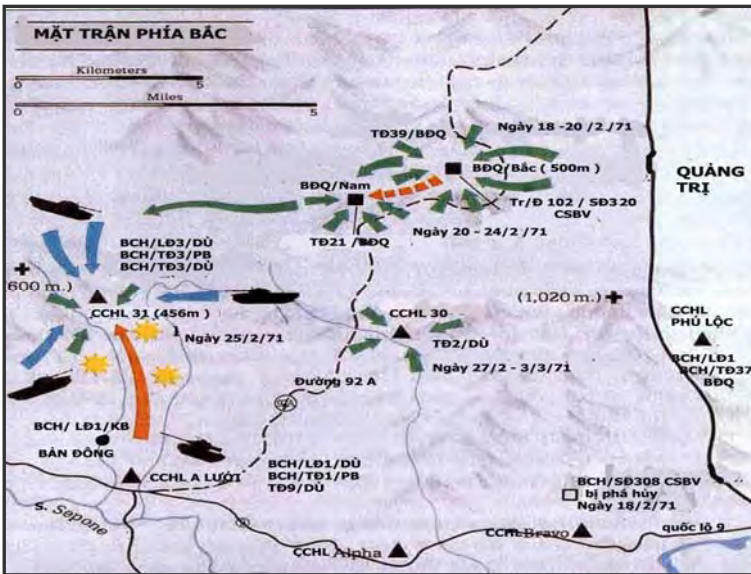 MẶT TRẬN PHÍA BẮC
Kilometers
0 5
Miles
0 5
TĐ39/BĐQ
Ngày 18 -20 /2 /71
BĐQ/Bắc ( 500m )
QUẢNG
TRỊ
BĐQ/Nam
Tr/Đ 102 / SĐ320
CSBV
TĐ21 /BĐQ
Ngày 20 - 24/2 /71
BCH/LĐ3/DÙ
BCH/TĐ3/PB
BCH/TĐ3/DÙ
600 m.)
CCHL 31 (456m )
Ngày 25/2/71
CCHL 30
(1,020 m.)
TĐ2/DÙ
CCHL
PHÚ LỘC
BCH/LĐ1
BCH/TĐ37
BĐQ
Ngày 27/2 - 3/3/71
Đường 92 A
92A
BCH/ LĐ1/KB
BÀN ĐÔNG
CCHL A LƯỚI
BCH/LĐ1/DÙ
BCH/TĐ1/PB
TĐ9/DÙ
BCH/SĐ308 CSBV
bị phá hủy
Ngày 18/2/71
S. Sepone
9
CCHL Alpha
CCHL Bravo
quốc lộ 9